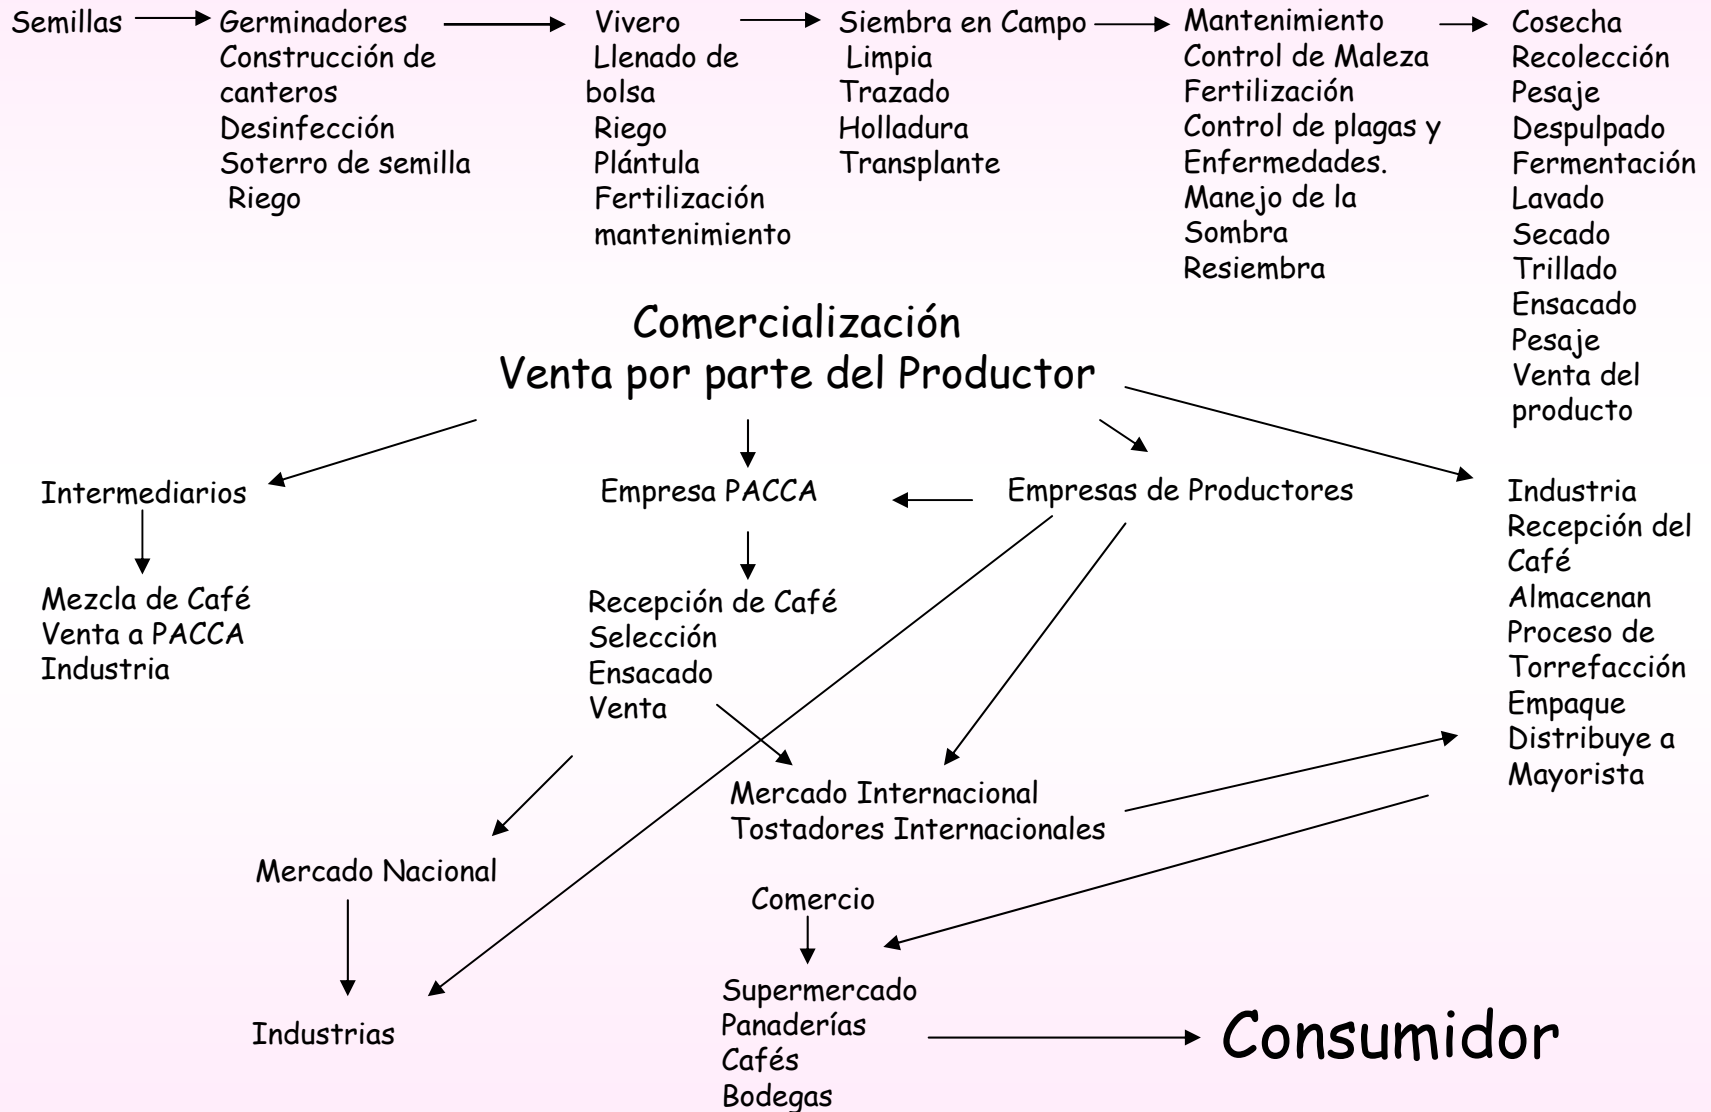 Semillas
Germinadores
Construcción de
canteros
Desinfección
Soterro de semilla
Riego
Vivero
Llenado de
bolsa
Riego
Plántula
Fertilización
mantenimiento
Siembra en Campo
Limpia
Trazado
Holladura
Transplante
Mantenimiento
Control de Maleza
Fertilización
Control de plagas y
Enfermedades.
Manejo de la
Sombra
Resiembra
Cosecha
Recolección
Pesaje
Despulpado
Fermentación
Lavado
Secado
Trillado
Ensacado
Pesaje
Venta del
producto
Comercialización
Venta por parte del Productor
Intermediarios
Mezcla de Café
Venta a PACCA
Industria
Empresa PACCA
Recepción de Café
Selección
Ensacado
Venta
Empresas de Productores
Industria
Recepción del
Café
Almacenan
Proceso de
Torrefacción
Empaque
Distribuye a
Mayorista
Mercado Internacional
Tostadores Internacionales
Mercado Nacional
Industrias
Comercio
Supermercado
Panaderías
Cafés
Bodegas
Consumidor